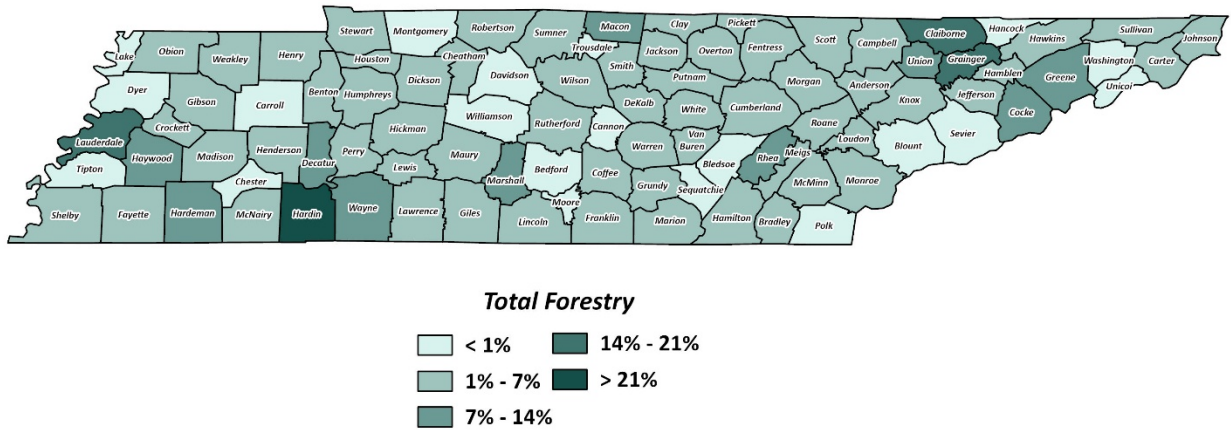 Lake
Obion
Weakley
Henry
Stewart
Montgomery
Robertson
Sumner
Macon
Clay
Pickett
Scott
Campbell
Claiborne
Hancock
Hawkins
Sullivan
Johnson
Houston
Cheatham
Trousdale
Jackson
Overton
Fentress
Union
Grainger
Hamblen
Greene
Washington
Carter
Unicoi
Dyer
Gibson
Carroll
Benton
Humphreys
Dickson
Davidson
Wilson
Smith
Putnam
Morgan
Anderson
Knox
Jefferson
Cocke
Sevier
Crockett
Lauderdale
Haywood
Madison
Henderson
Decatur
Perry
Hickman
Williamson
Rutherford
Cannon
DeKalb
White
Cumberland
Roane
Loudon
Blount
Tipton
Chester
Lewis
Maury
Marshall
Bedford
Coffee
Warren
Van
Buren
Bledsoe
Rhea
Meigs
McMinn
Monroe
Shelby
Fayette
Hardeman
McNairy
Hardin
Wayne
Lawrence
Giles
Lincoln
Moore
Franklin
Grundy
Sequatchie
Marion
Hamilton
Bradley
Polk
Total Forestry
< 1%
14% - 21%
1% - 7%
> 21%
7% - 14%